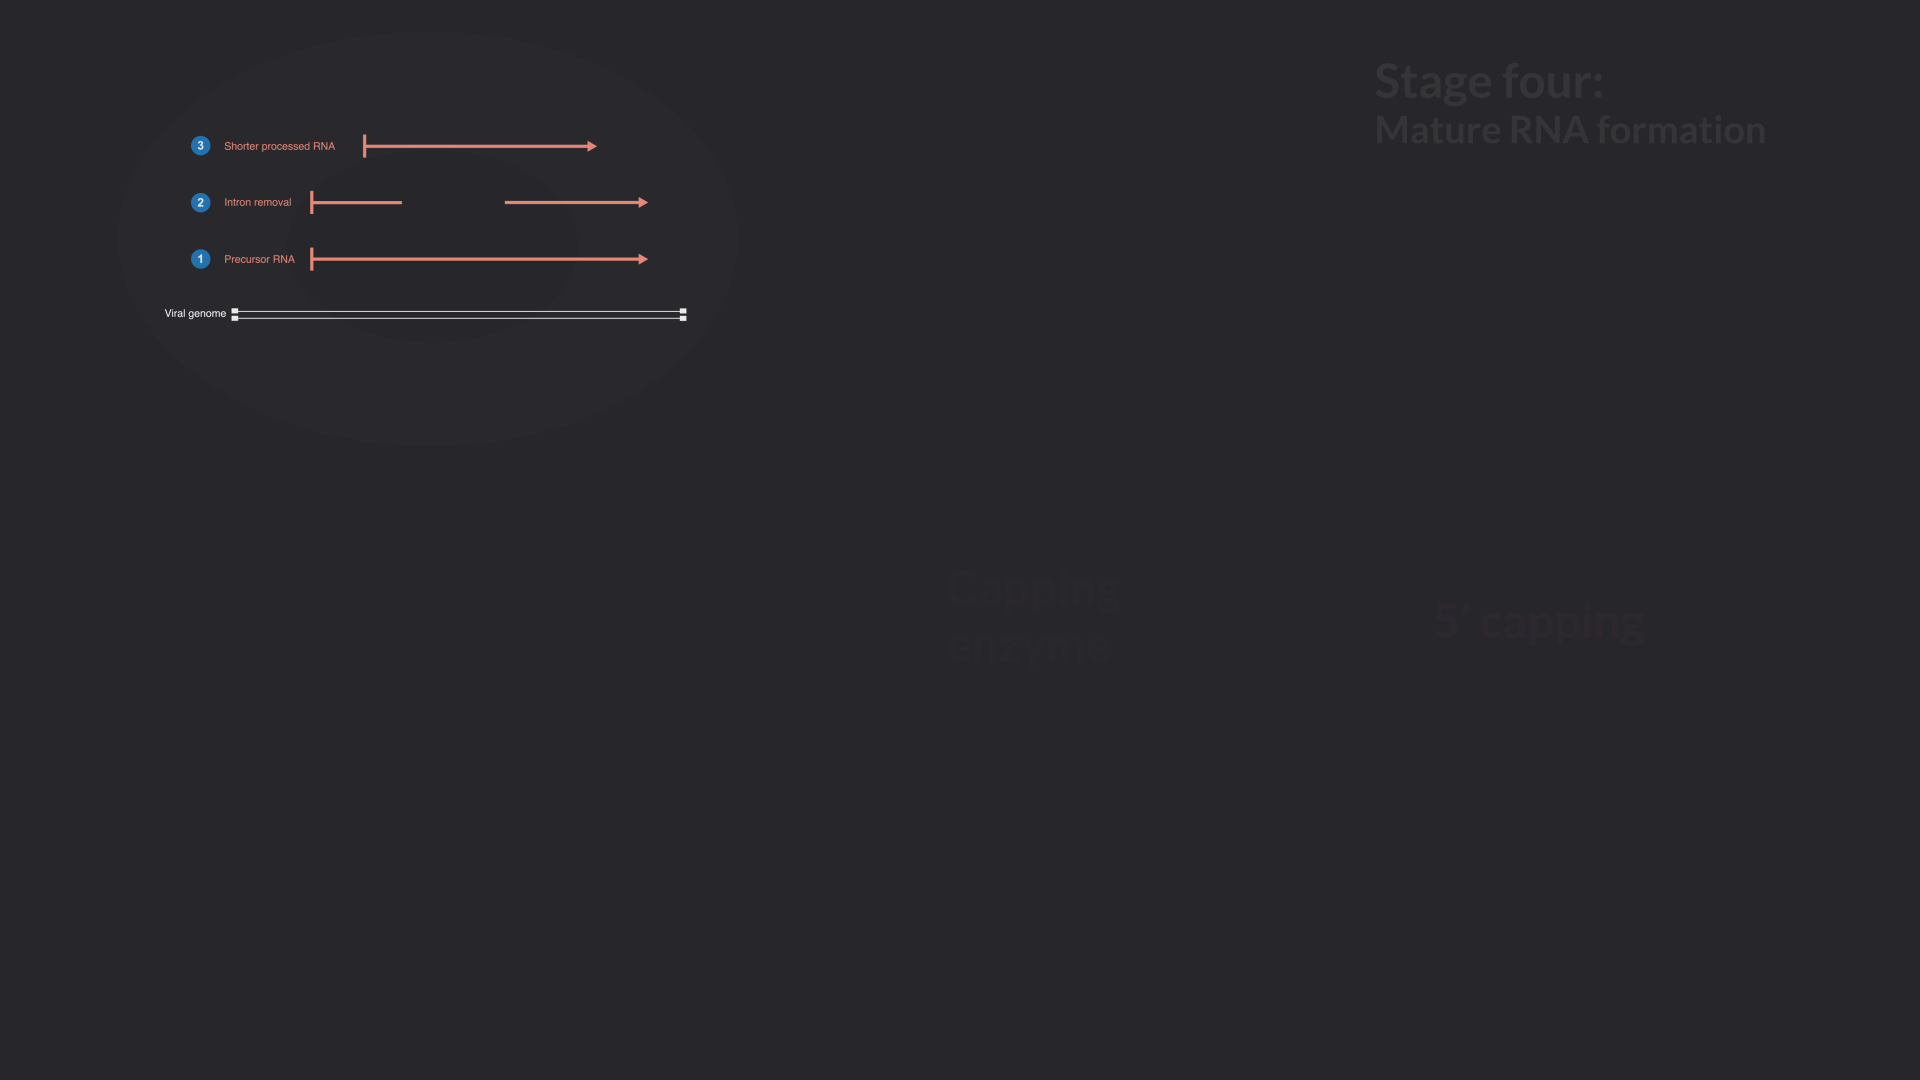 Stage four:
Mature RNA formation
3 Shorter processed RNA
2 Intron removal
1 Precursor RNA
Viral genome
Capping
enzyme
5' capping